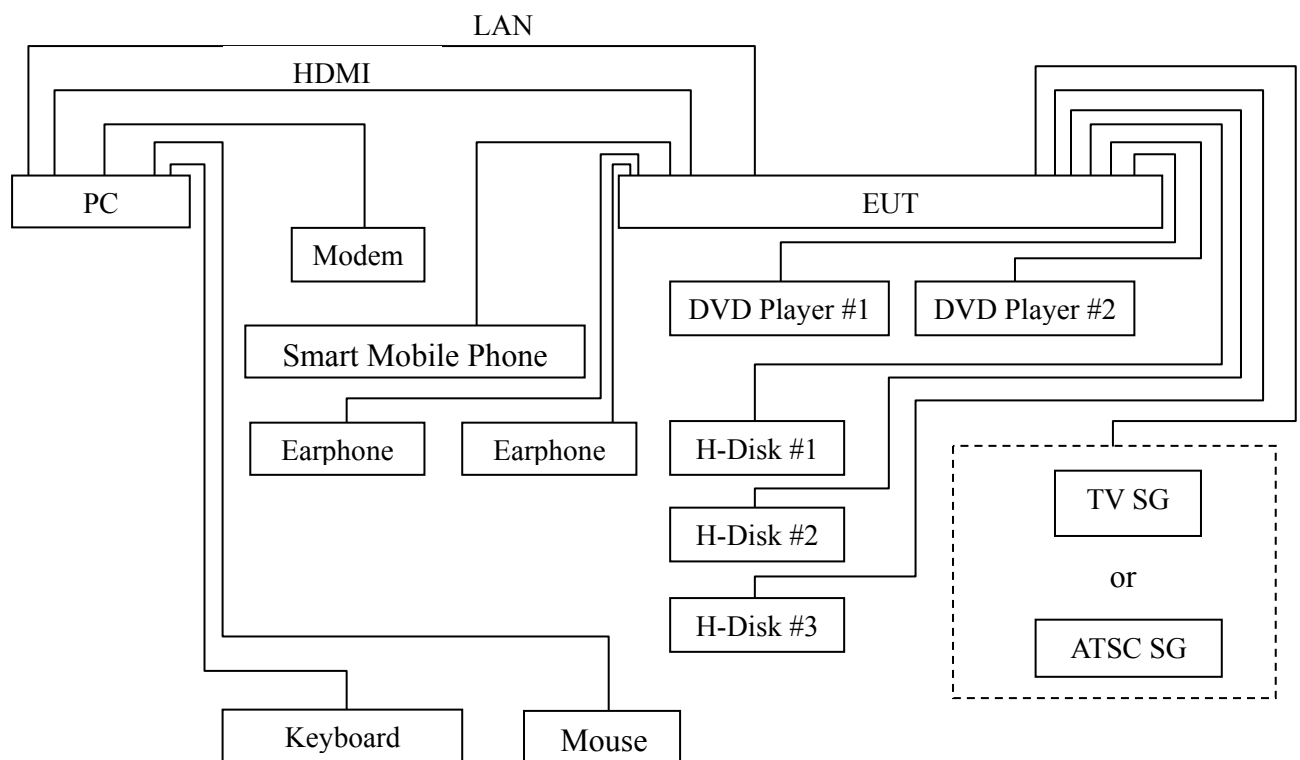 LAN
HDMI
PC
EUT
Modem
DVD Player #1
DVD Player #2
Smart Mobile Phone
Earphone
Earphone
H-Disk #1
TV SG
H-Disk #2
or
H-Disk #3
ATSC SG
Keyboard
Mouse